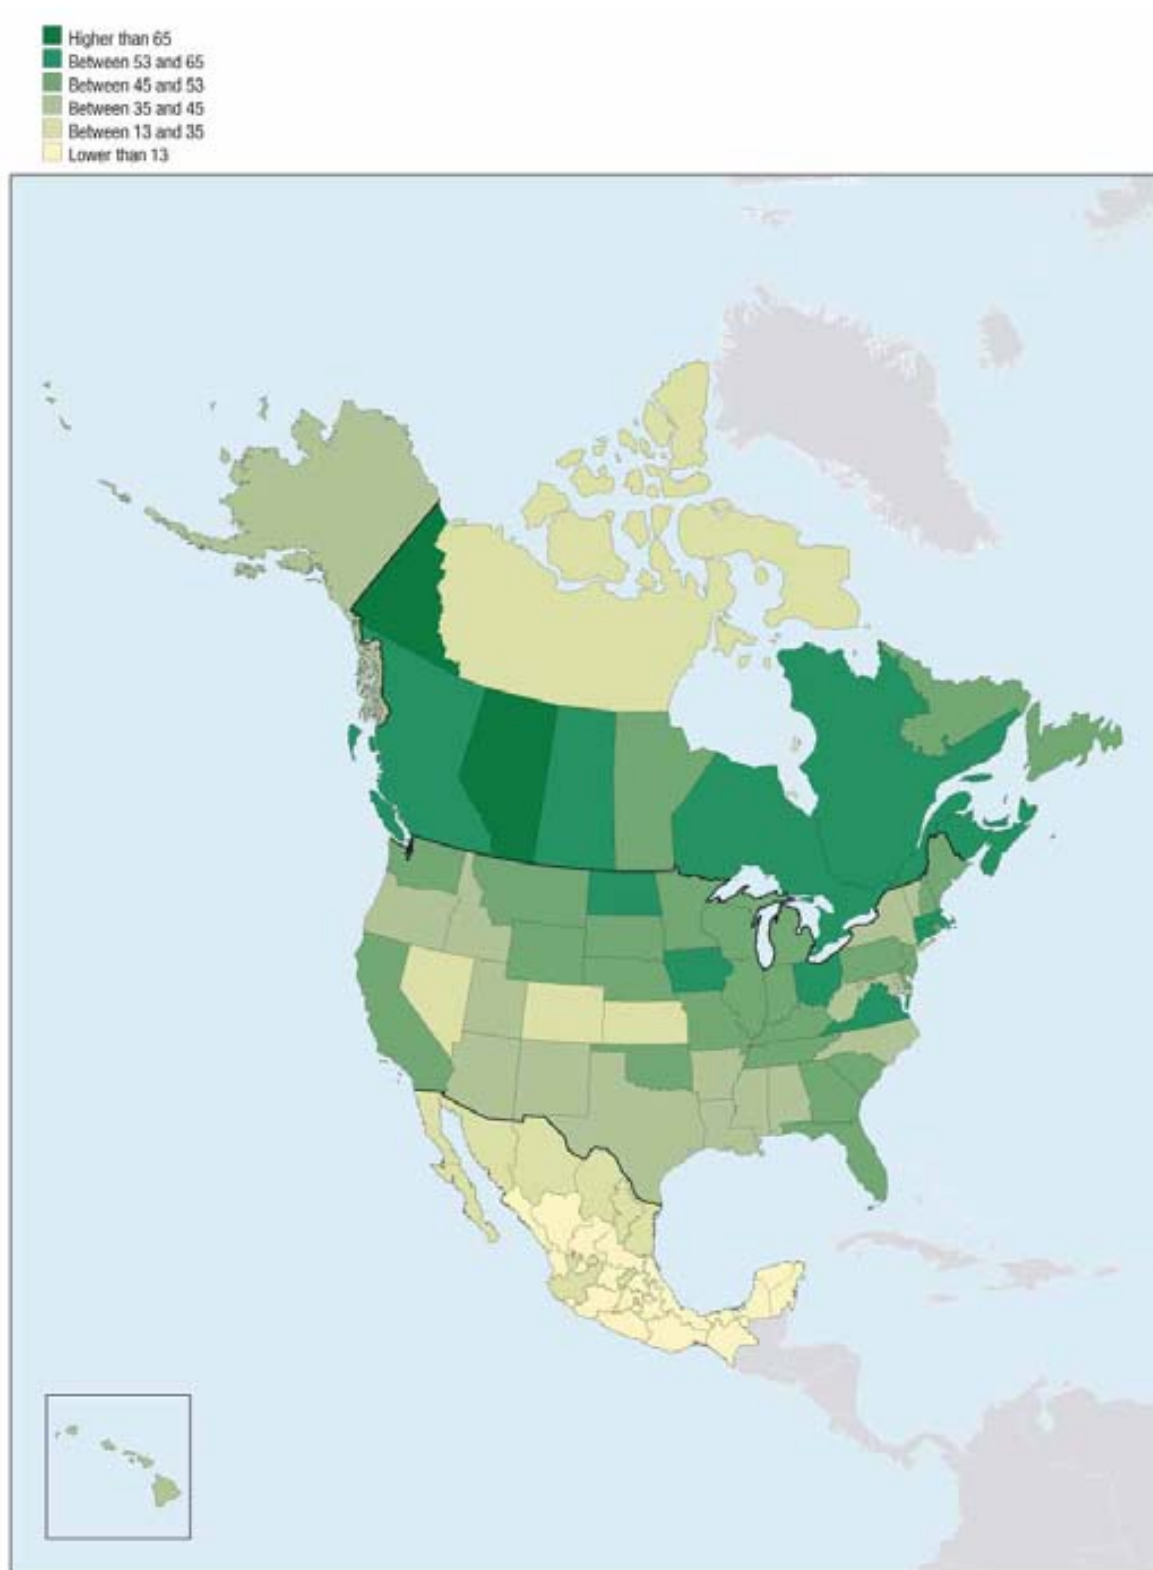 Higher than 65
Between 53 and 65
Between 45 and 53
Between 35 and 45
Between 13 and 35
Lower than 13